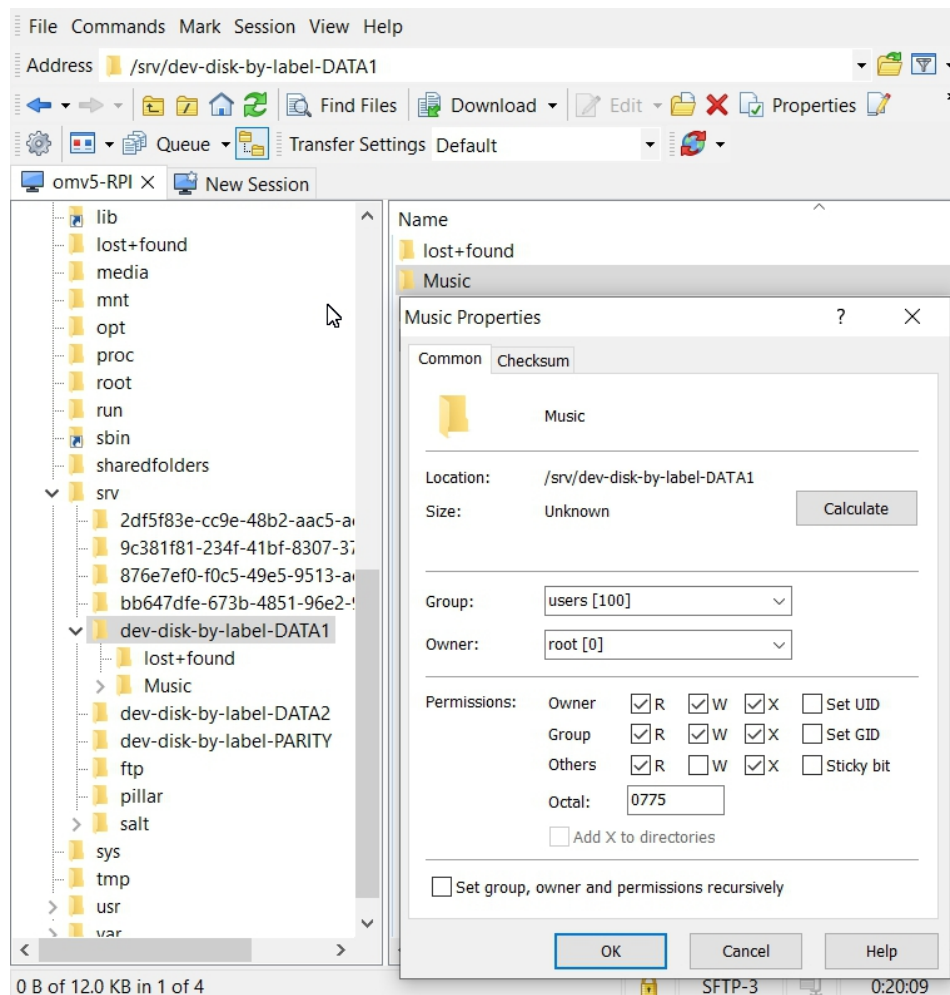 File Commands Mark Session View Help
Address /srv/dev-disk-by-label-DATA1
Find Files Download Edit Properties
Queue Transfer Settings Default
omv5-RPI New Session
lib
lost+found
media
mnt
opt
proc
root
run
sbin
sharedfolders
srv
2df5f83e-cc9e-48b2-aac5-a
9c381f81-234f-41bf-8307-37
876e7ef0-f0c5-49e5-9513-a
bb647dfe-673b-4851-96e2-
dev-disk-by-label-DATA1
lost+found
Music
dev-disk-by-label-DATA2
dev-disk-by-label-PARITY
ftp
pillar
salt
sys
tmp
usr
var
Name
lost+found
Music
Music Properties ?
Common Checksum
Music
Location: /srv/dev-disk-by-label-DATA1
Size: Unknown Calculate
Group: users [100]
Owner: root [0]
Permissions: Owner R W X Set UID
Group R W X Set GID
Others R W X Sticky bit
Octal: 0775
Add X to directories
Set group, owner and permissions recursively
OK Cancel Help
0 B of 12.0 KB in 1 of 4 SFTP-3 0:20:09